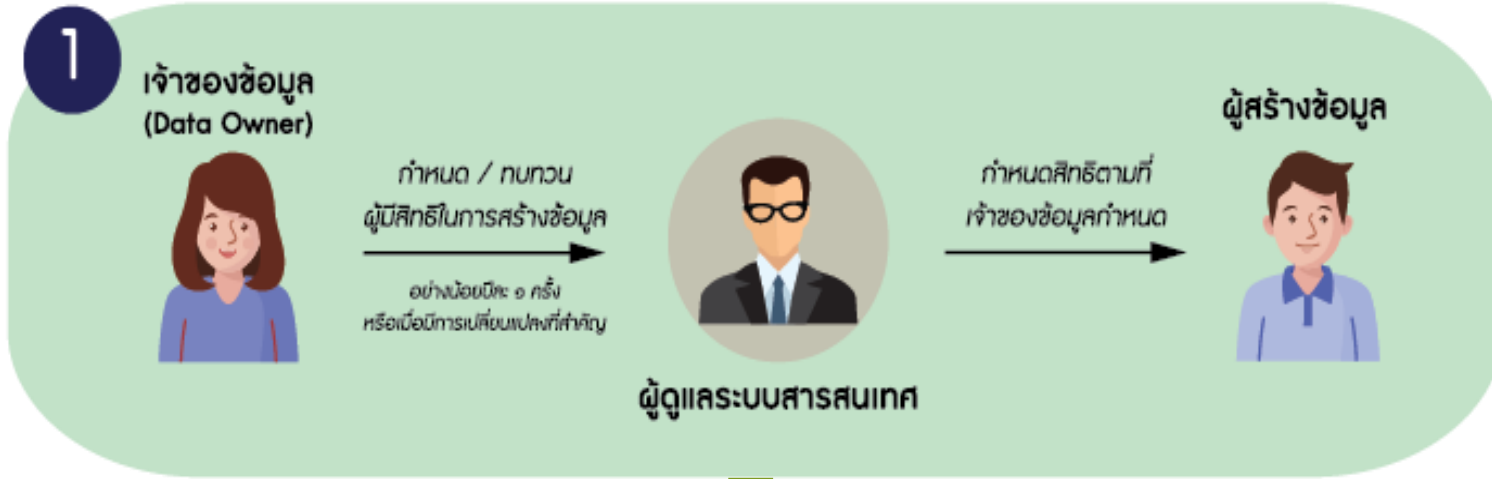 1
เจ้าของข้อมูล
(Data Owner)
กำหนด / ทบทวน
ผู้มีสิทธิในการสร้างข้อมูล
อย่างน้อยปีละ ๑ ครั้ง
หรือเมื่อมีการเปลี่ยนแปลงที่สำคัญ
ผู้ดูแลระบบสารสนเทศ
กำหนดสิทธิตามที่
เจ้าของข้อมูลกำหนด
ผู้สร้างข้อมูล